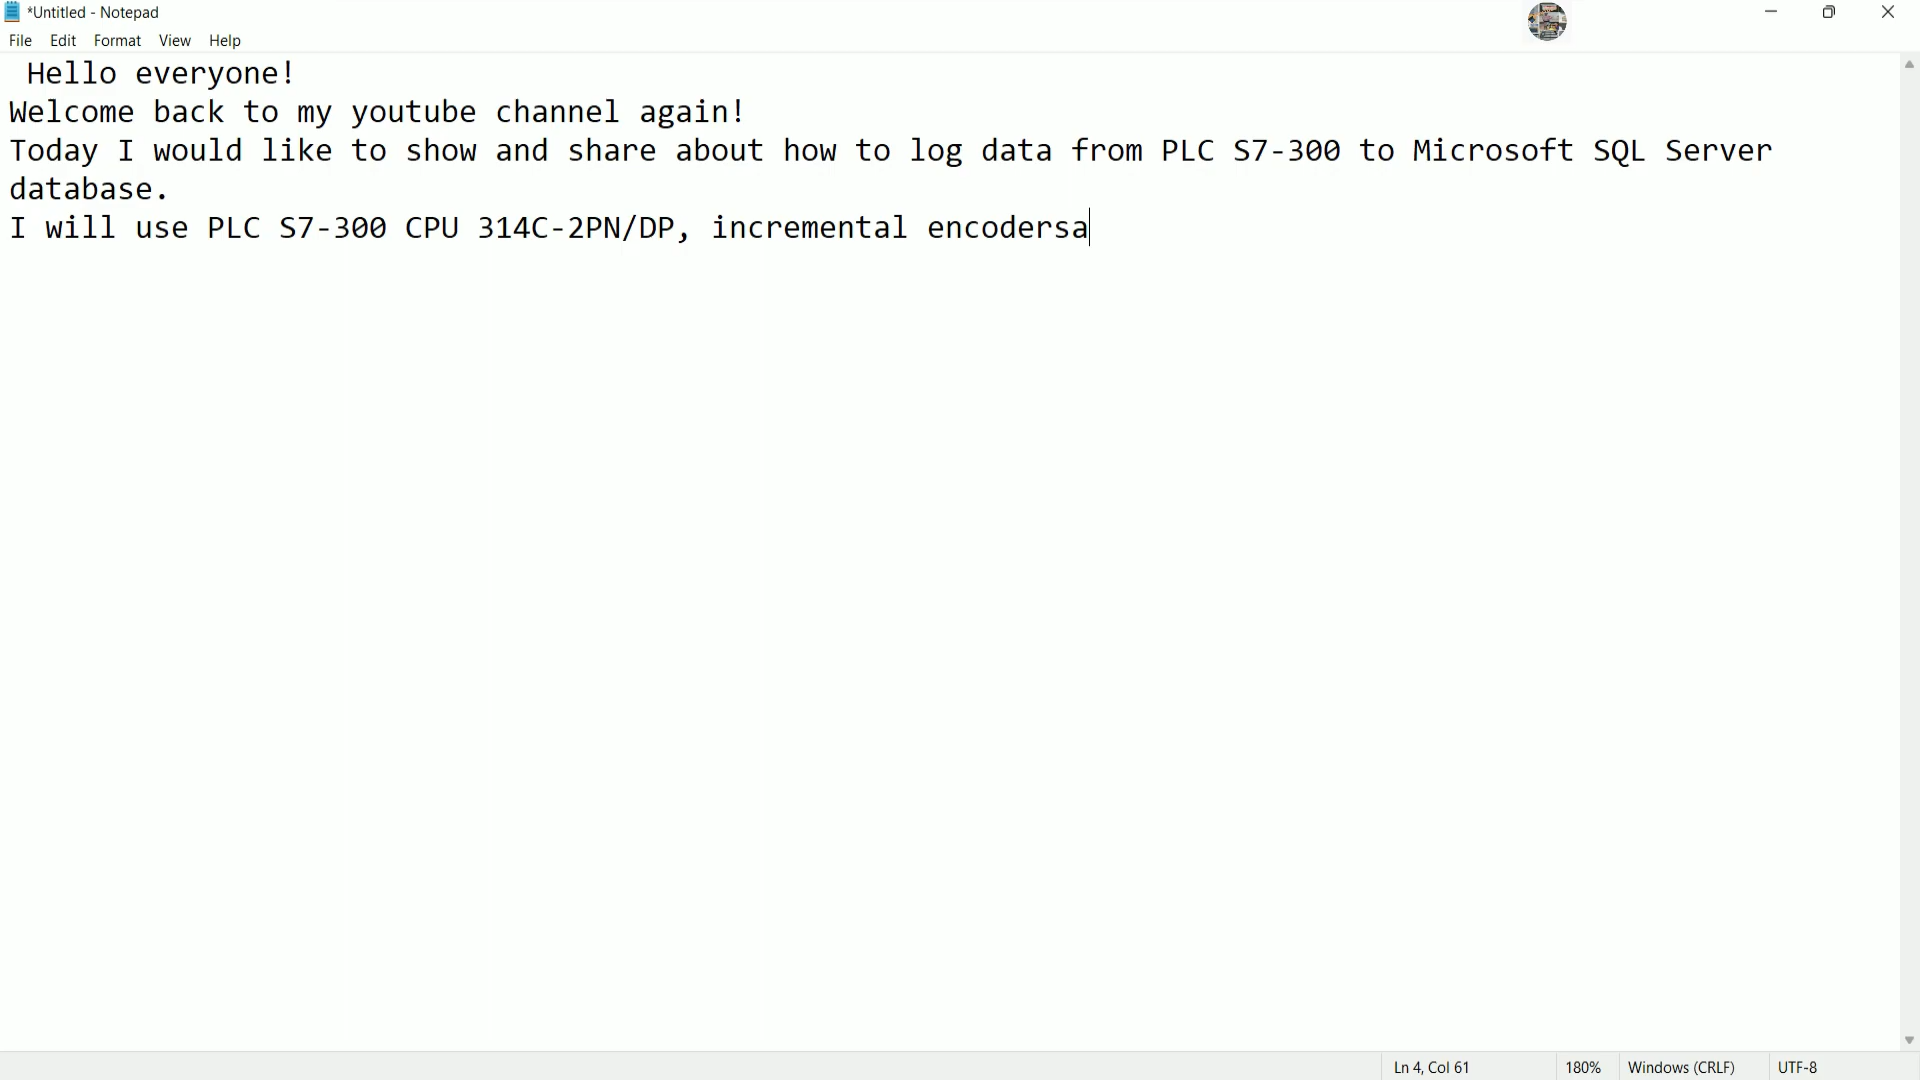 *Untitled - Notepad
File Edit Format View Help
Hello everyone!
Welcome back to my youtube channel again!
Today I would like to show and share about how to log data from PLC S7-300 to Microsoft SQL Server
database.
I will use PLC S7-300 CPU 314C-2PN/DP, incremental encodersa
Ln 4, Col 61 180% Windows (CRLF) UTF-8